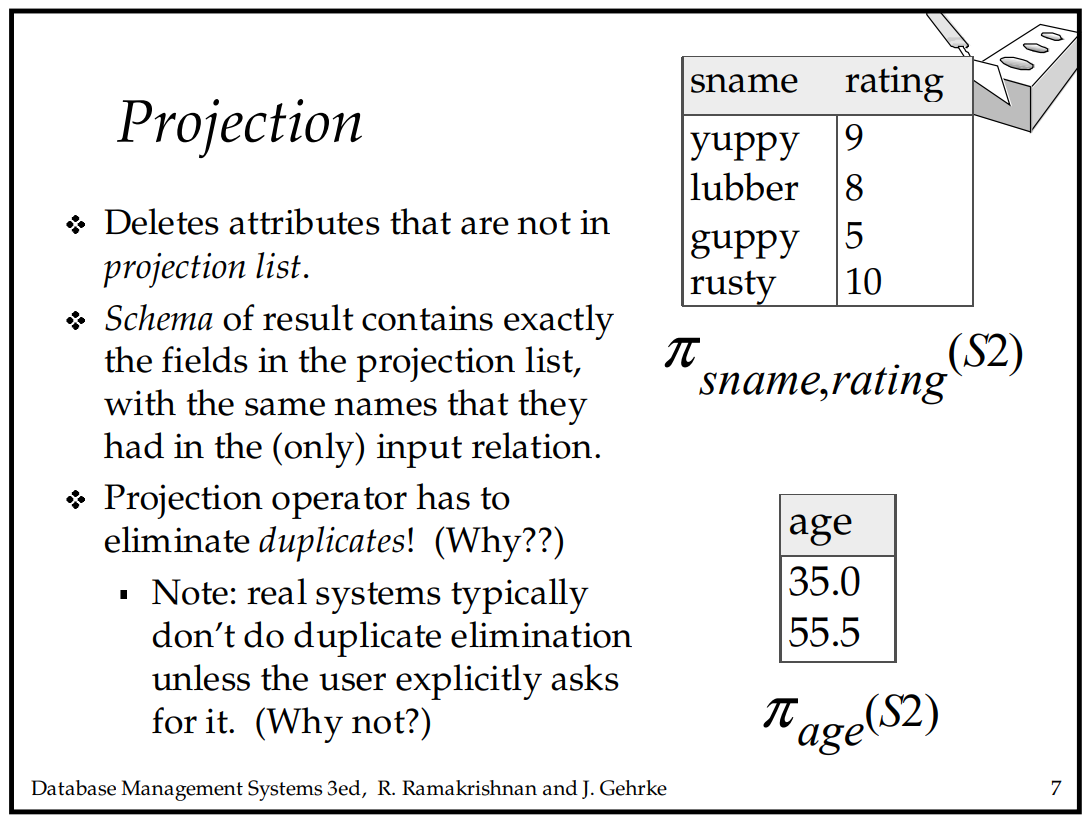 Projection
❖ Deletes attributes that are not in
projection list.
❖ Schema of result contains exactly
the fields in the projection list,
with the same names that they
had in the (only) input relation.
❖ Projection operator has to
eliminate duplicates!  (Why??)
▪ Note: real systems typically
don’t do duplicate elimination
unless the user explicitly asks
for it.  (Why not?)
sname rating
yuppy 9
lubber 8
guppy 5
rusty 10
π sname,rating (S2)
age
35.0
55.5
π age (S2)
Database Management Systems 3ed,  R. Ramakrishnan and J. Gehrke 7